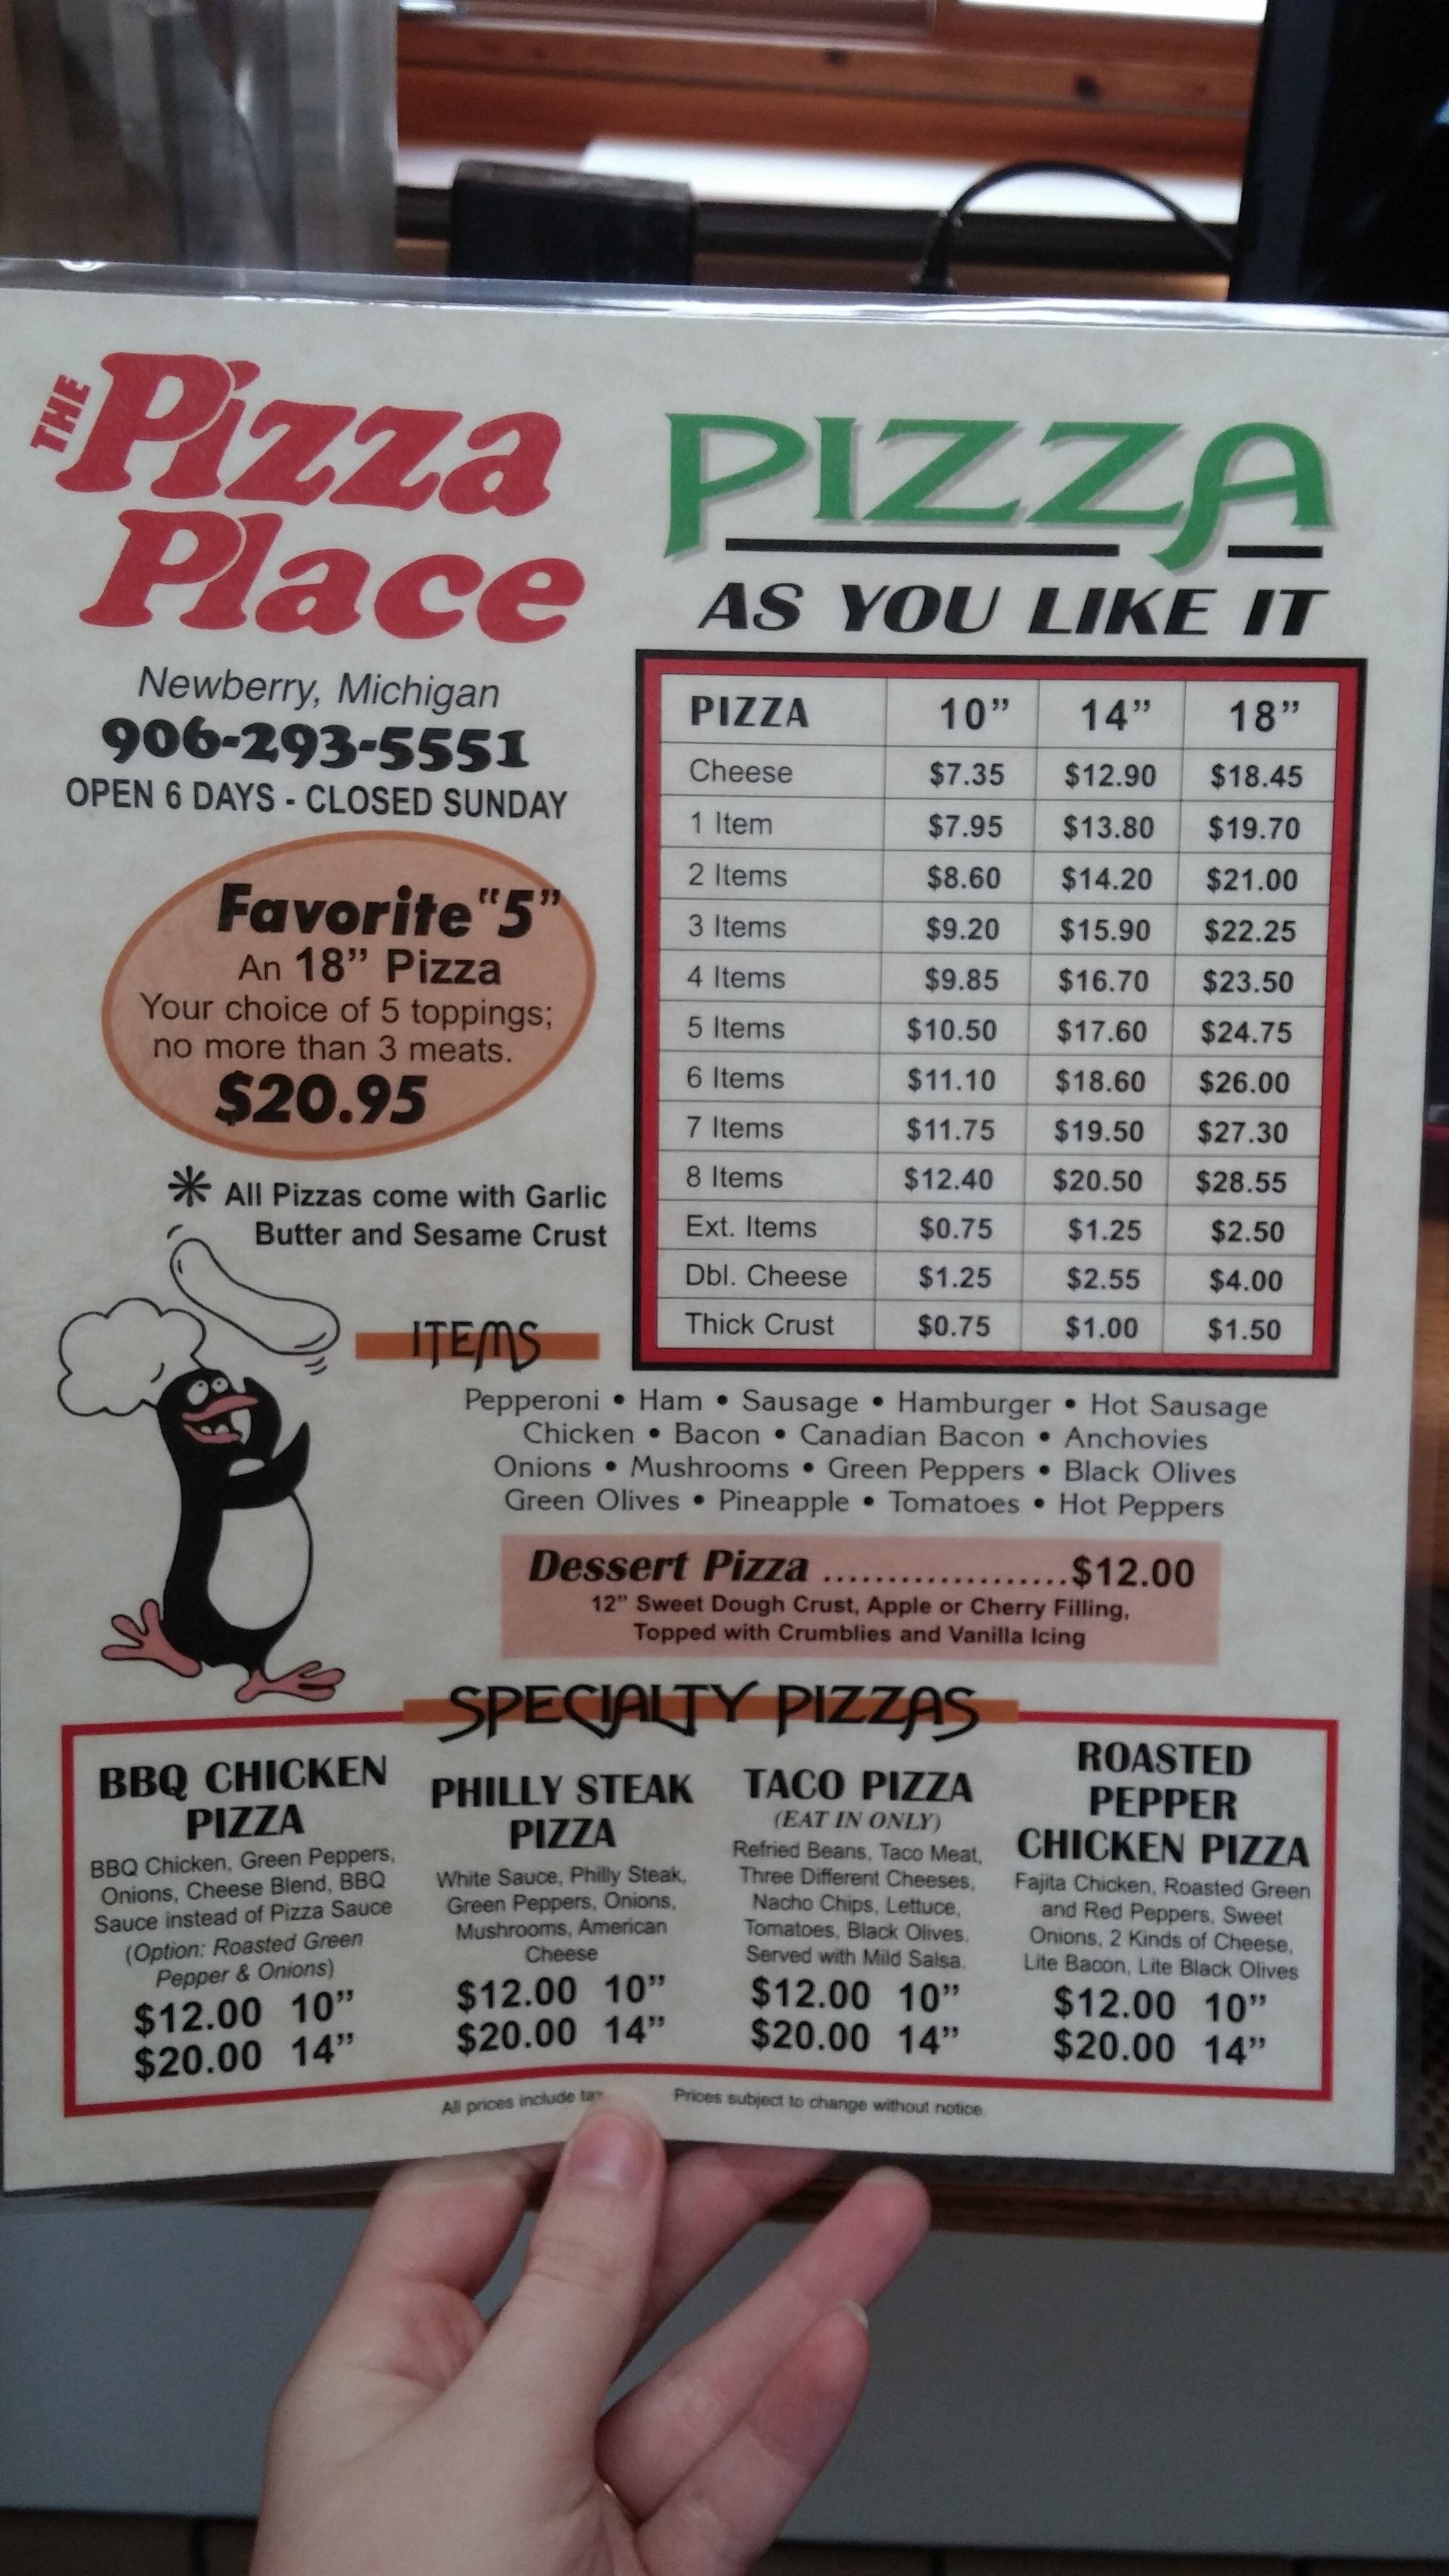 THE Pizza
Place
Newberry, Michigan
906-293-5551
OPEN 6 DAYS - CLOSED SUNDAY
Favorite "5"
An 18" Pizza
Your choice of 5 toppings;
no more than 3 meats.
$20.95
* All Pizzas come with Garlic
Butter and Sesame Crust
PIZZA
AS YOU LIKE IT
PIZZA 10" 14" 18"
Cheese $7.35 $12.90 $18.45
1 Item $7.95 $13.80 $19.70
2 Items $8.60 $14.20 $21.00
3 Items $9.20 $15.90 $22.25
4 Items $9.85 $16.70 $23.50
5 Items $10.50 $17.60 $24.75
6 Items $11.10 $18.60 $26.00
7 Items $11.75 $19.50 $27.30
8 Items $12.40 $20.50 $28.55
Ext. Items $0.75 $1.25 $2.50
Dbl. Cheese $1.25 $2.55 $4.00
Thick Crust $0.75 $1.00 $1.50
ITEMS
Pepperoni • Ham • Sausage • Hamburger • Hot Sausage
Chicken • Bacon • Canadian Bacon • Anchovies
Onions • Mushrooms • Green Peppers • Black Olives
Green Olives • Pineapple • Tomatoes • Hot Peppers
Dessert Pizza ...................$12.00
12" Sweet Dough Crust, Apple or Cherry Filling,
Topped with Crumblies and Vanilla Icing
SPECIALTY PIZZAS
BBQ CHICKEN
PIZZA
BBQ Chicken, Green Peppers,
Onions, Cheese Blend, BBQ
Sauce instead of Pizza Sauce
(Option: Roasted Green
Pepper & Onions)
$12.00 10"
$20.00 14"
PHILLY STEAK
PIZZA
White Sauce, Philly Steak,
Green Peppers, Onions,
Mushrooms, American
Cheese
$12.00 10"
$20.00 14"
TACO PIZZA
(EAT IN ONLY)
Refried Beans, Taco Meat,
Three Different Cheeses,
Nacho Chips, Lettuce,
Tomatoes, Black Olives.
Served with Mild Salsa.
$12.00 10"
$20.00 14"
ROASTED
PEPPER
CHICKEN PIZZA
Fajita Chicken, Roasted Green
and Red Peppers, Sweet
Onions, 2 Kinds of Cheese,
Lite Bacon, Lite Black Olives
$12.00 10"
$20.00 14"
All prices include tax Prices subject to change without notice.